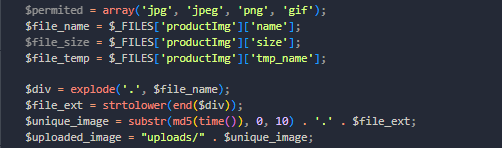 $permited = array('jpg', 'jpeg', 'png', 'gif');
$file_name = $_FILES['productImg']['name'];
$file_size = $_FILES['productImg']['size'];
$file_temp = $_FILES['productImg']['tmp_name'];
$div = explode('.', $file_name);
$file_ext = strtolower(end($div));
$unique_image = substr(md5(time()), 0, 10) . '.' . $file_ext;
$uploaded_image = "uploads/" . $unique_image;